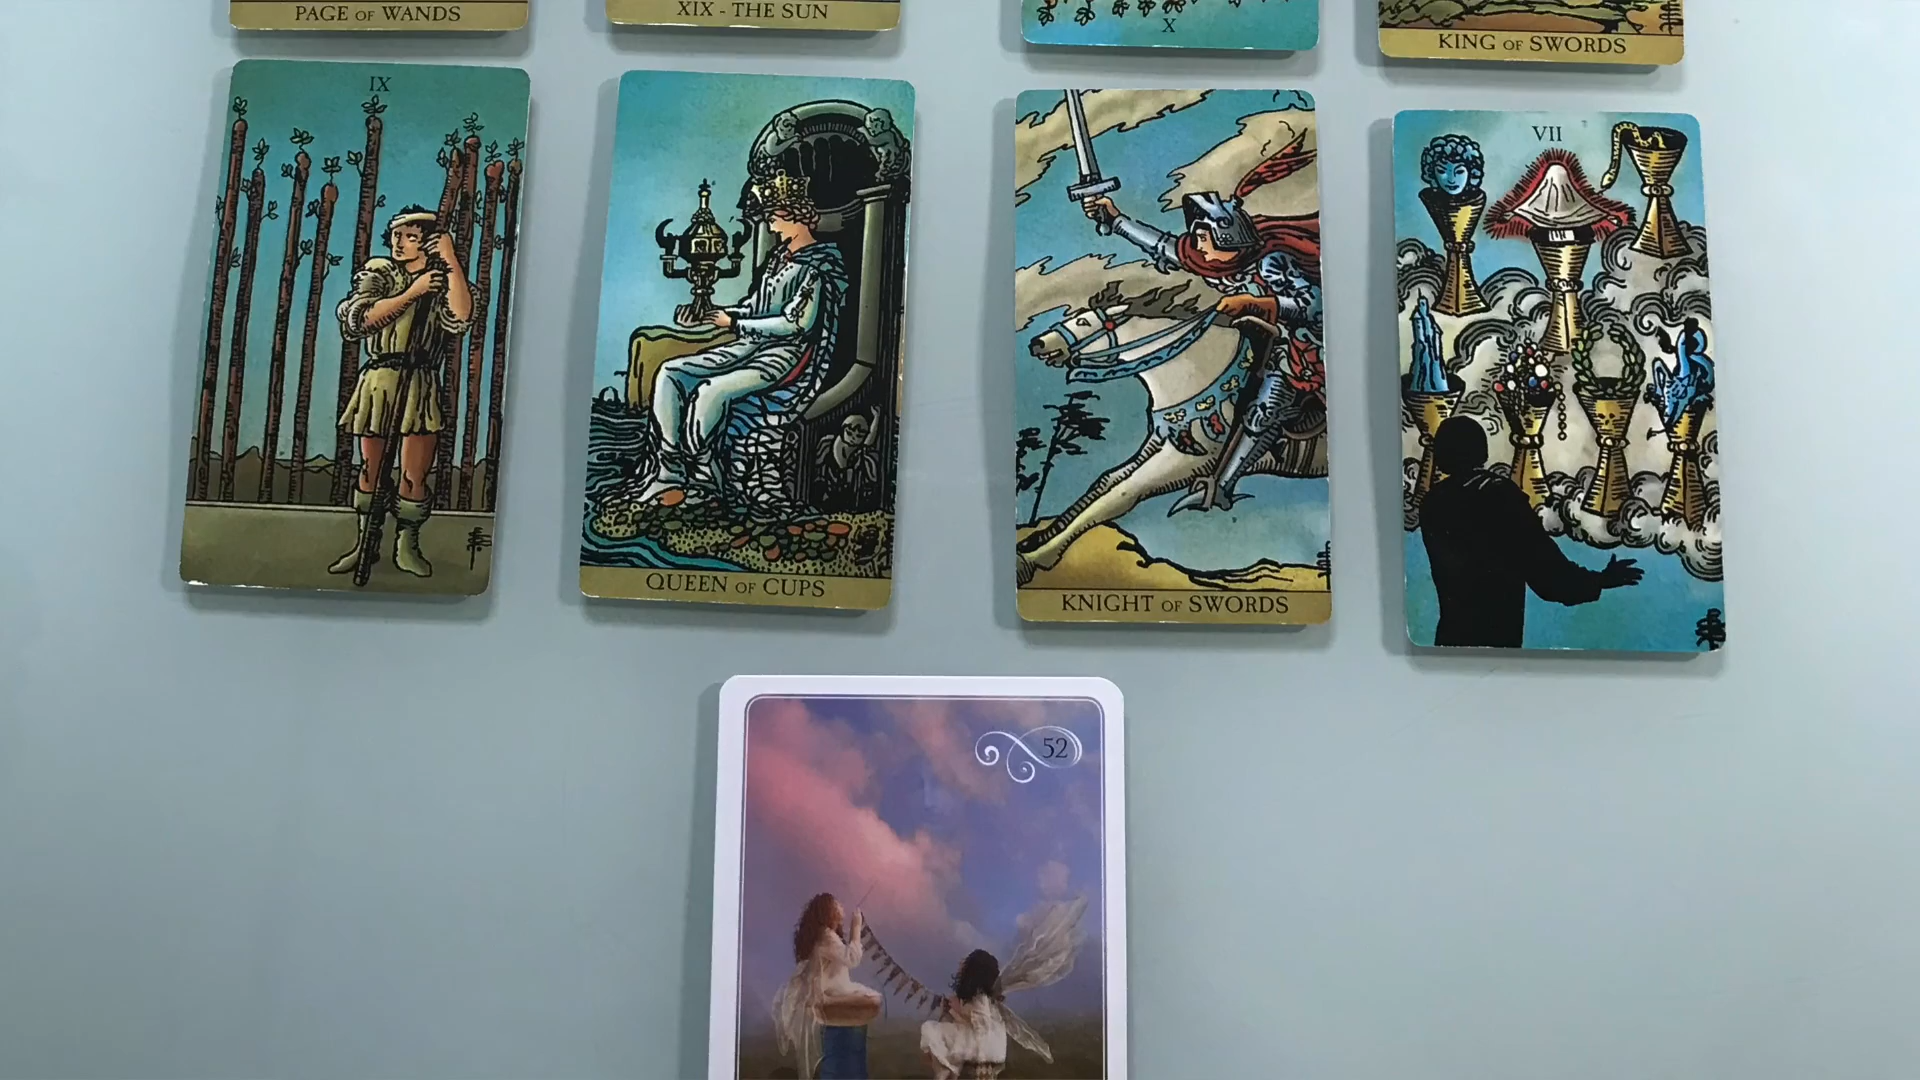 PAGE OF WANDS
XIX - THE SUN
X
KING OF SWORDS
IX
QUEEN OF CUPS
KNIGHT OF SWORDS
VII
52